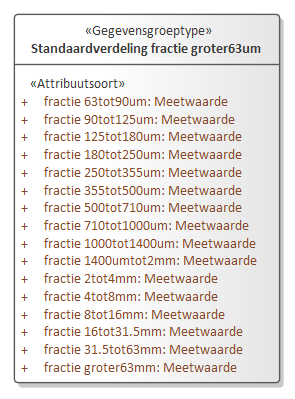 «Gegevensgroeptype»
Standaardverdeling fractie groter63um
«Attribuutsoort»
+ fractie 63tot90um: Meetwaarde
+ fractie 90tot125um: Meetwaarde
+ fractie 125tot180um: Meetwaarde
+ fractie 180tot250um: Meetwaarde
+ fractie 250tot355um: Meetwaarde
+ fractie 355tot500um: Meetwaarde
+ fractie 500tot710um: Meetwaarde
+ fractie 710tot1000um: Meetwaarde
+ fractie 1000tot1400um: Meetwaarde
+ fractie 1400umtot2mm: Meetwaarde
+ fractie 2tot4mm: Meetwaarde
+ fractie 4tot8mm: Meetwaarde
+ fractie 8tot16mm: Meetwaarde
+ fractie 16tot31.5mm: Meetwaarde
+ fractie 31.5tot63mm: Meetwaarde
+ fractie groter63mm: Meetwaarde